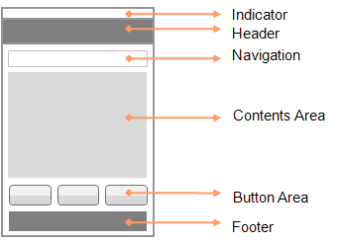 Indicator
Header
Navigation
Contents Area
Button Area
Footer